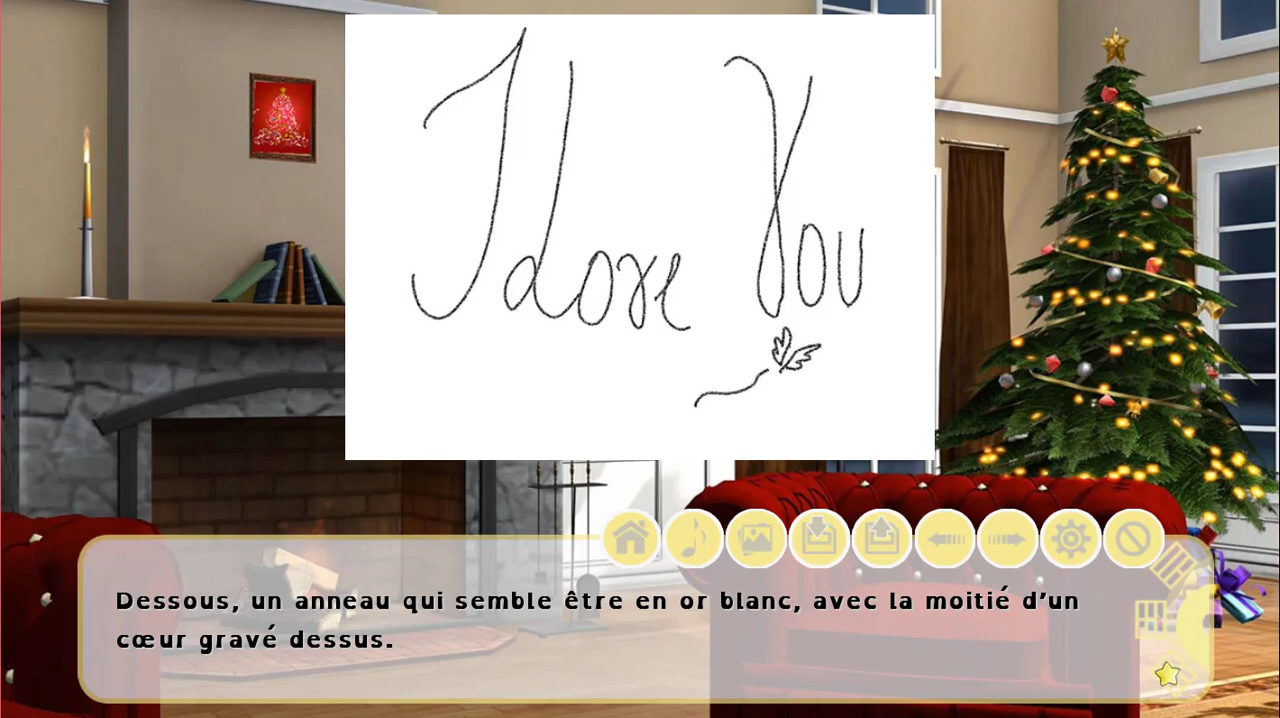 I love You
Dessous, un anneau qui semble être en or blanc, avec la moitié d'un
cœur gravé dessus.